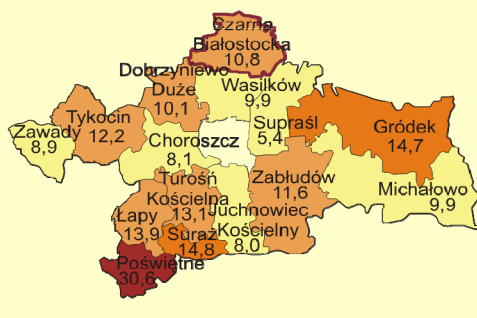 Czarna
Białostocka
10,8
Dobrzyniewo
Duże
10,1
Wasilków
9,9
Tykocin
12,2
Zawady
8,9
Choroszcz
8,1
Supraśl
5,4
Gródek
14,7
Turośń
Kościelna
13,1
Zabłudów
11,6
Michałowo
9,9
Łapy
13,9
Juchnowiec
Kościelny
8,0
Suraż
14,8
Poświętne
30,6